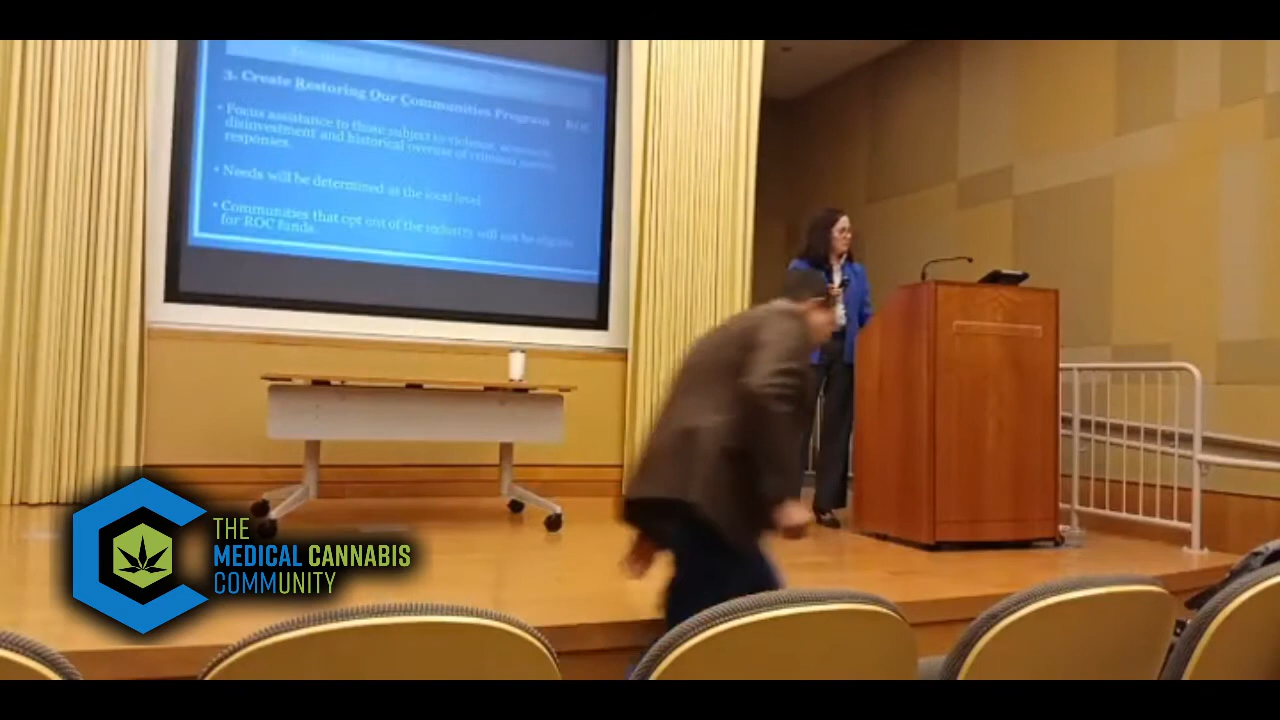 3. Create Restoring Our Communities Program ROC
• Focus assistance to those subject to violence, economic
disinvestment and historical overuse of criminal justice
responses.
• Needs will be determined as the local level
• Communities that opt out of the industry will not be eligible
for ROC funds.
THE
MEDICAL CANNABIS
COMMUNITY